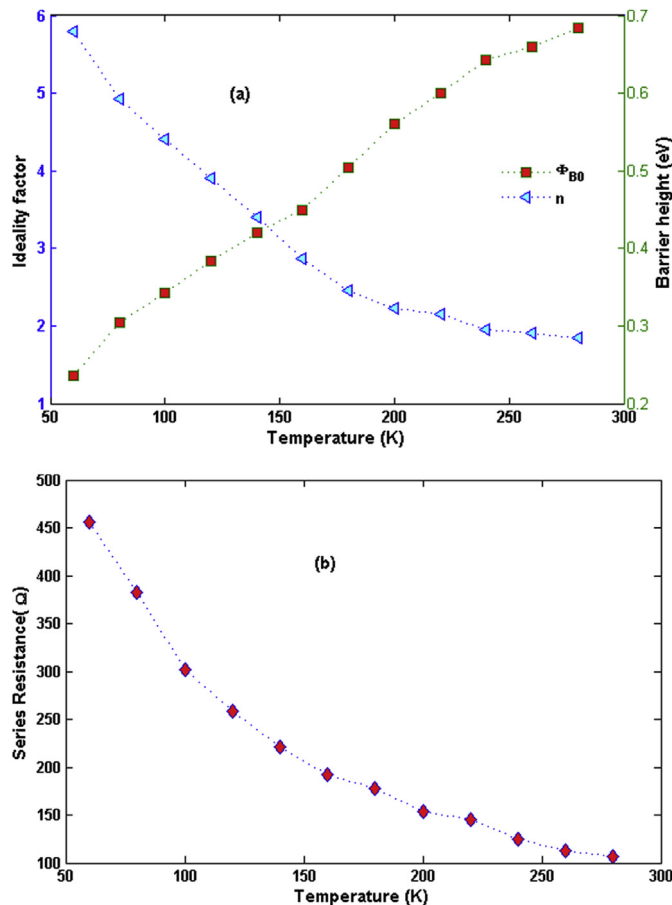 6
5
4
3
2
1
Ideality factor
(a)
0.7
0.6
0.5
0.4
0.3
0.2
Barrier height (eV)
Φ_B0
n
50 100 150 200 250 300
Temperature (K)
500
450
400
350
300
250
200
150
100
Series Resistance( Ω)
(b)
50 100 150 200 250 300
Temperature (K)